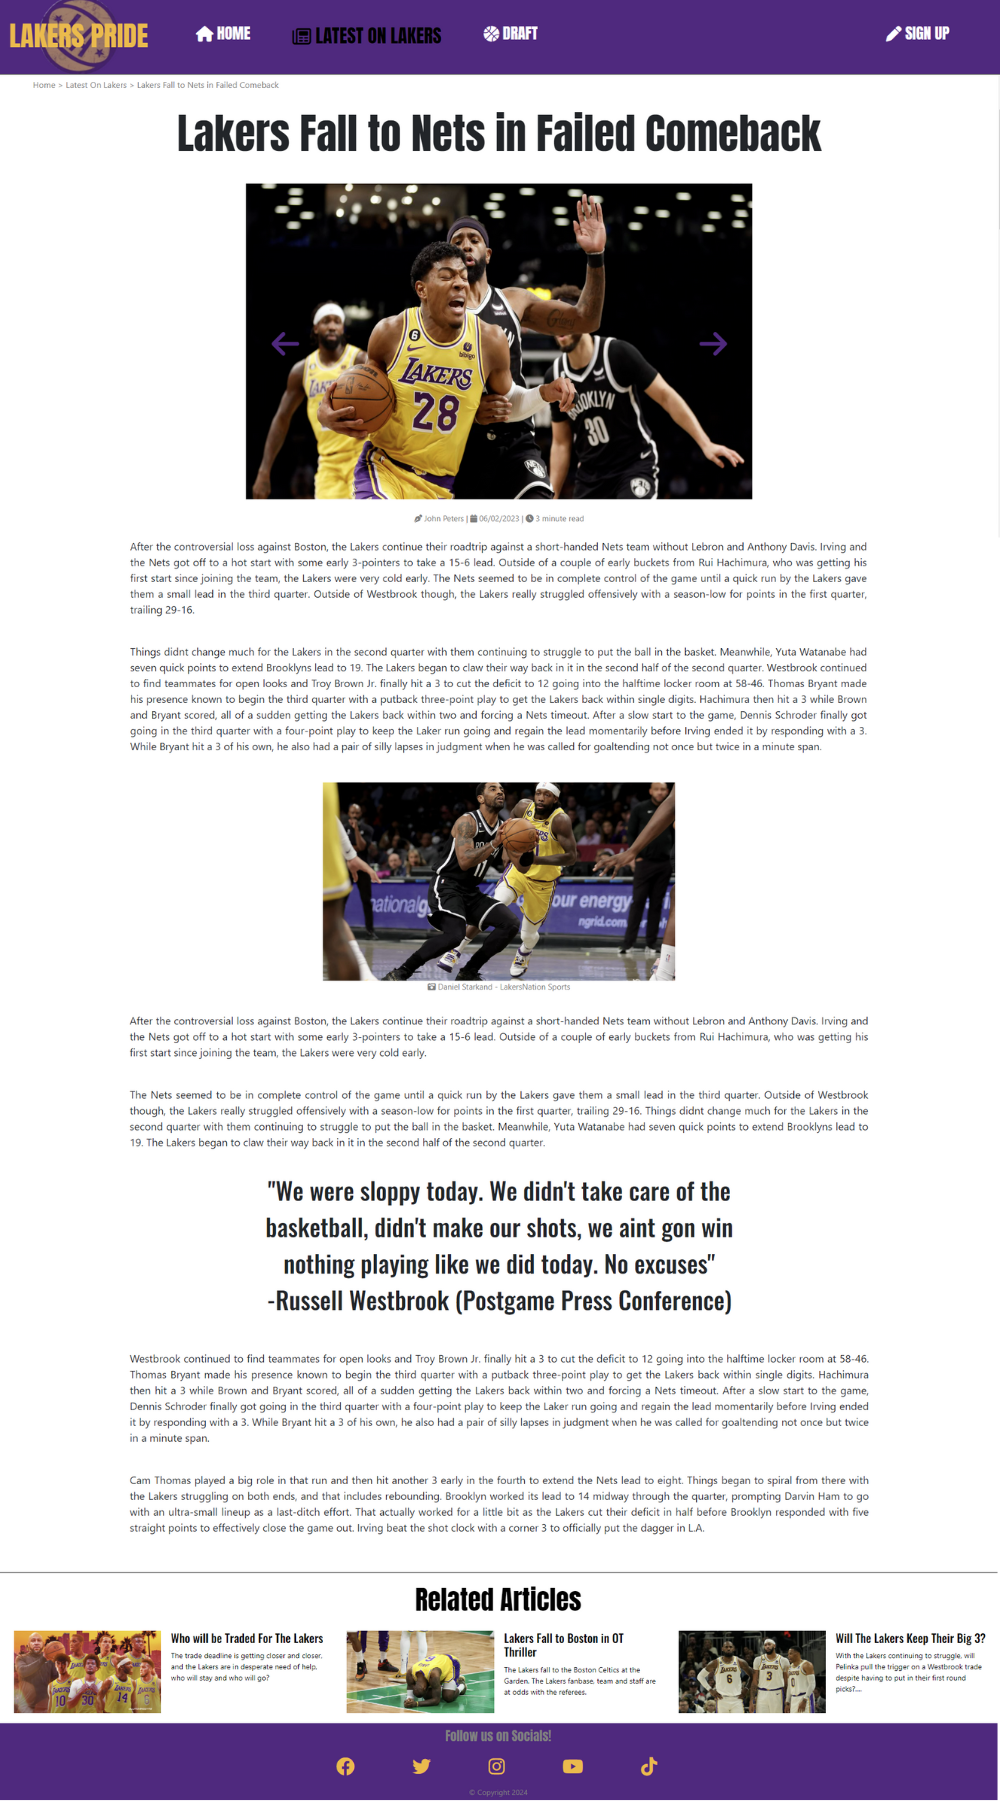 LAKERS PRIDE
HOME
LATEST ON LAKERS
DRAFT
SIGN UP
Home > Latest On Lakers > Lakers Fall to Nets in Failed Comeback
Lakers Fall to Nets in Failed Comeback
6
bibigo
LAKERS
28
BROOKLYN
30
John Peters | 06/02/2023 | 3 minute read
After the controversial loss against Boston, the Lakers continue their roadtrip against a short-handed Nets team without Lebron and Anthony Davis. Irving and
the Nets got off to a hot start with some early 3-pointers to take a 15-6 lead. Outside of a couple of early buckets from Rui Hachimura, who was getting his
first start since joining the team, the Lakers were very cold early. The Nets seemed to be in complete control of the game until a quick run by the Lakers gave
them a small lead in the third quarter. Outside of Westbrook though, the Lakers really struggled offensively with a season-low for points in the first quarter,
trailing 29-16.
Things didnt change much for the Lakers in the second quarter with them continuing to struggle to put the ball in the basket. Meanwhile, Yuta Watanabe had
seven quick points to extend Brooklyns lead to 19. The Lakers began to claw their way back in it in the second half of the second quarter. Westbrook continued
to find teammates for open looks and Troy Brown Jr. finally hit a 3 to cut the deficit to 12 going into the halftime locker room at 58-46. Thomas Bryant made
his presence known to begin the third quarter with a putback three-point play to get the Lakers back within single digits. Hachimura then hit a 3 while Brown
and Bryant scored, all of a sudden getting the Lakers back within two and forcing a Nets timeout. After a slow start to the game, Dennis Schroder finally got
going in the third quarter with a four-point play to keep the Laker run going and regain the lead momentarily before Irving ended it by responding with a 3.
While Bryant hit a 3 of his own, he also had a pair of silly lapses in judgment when he was called for goaltending not once but twice in a minute span.
11
nationalg
our energy
ngrid.com
Daniel Starkand - LakersNation Sports
After the controversial loss against Boston, the Lakers continue their roadtrip against a short-handed Nets team without Lebron and Anthony Davis. Irving and
the Nets got off to a hot start with some early 3-pointers to take a 15-6 lead. Outside of a couple of early buckets from Rui Hachimura, who was getting his
first start since joining the team, the Lakers were very cold early.
The Nets seemed to be in complete control of the game until a quick run by the Lakers gave them a small lead in the third quarter. Outside of Westbrook
though, the Lakers really struggled offensively with a season-low for points in the first quarter, trailing 29-16. Things didnt change much for the Lakers in the
second quarter with them continuing to struggle to put the ball in the basket. Meanwhile, Yuta Watanabe had seven quick points to extend Brooklyns lead to
19. The Lakers began to claw their way back in it in the second half of the second quarter.
"We were sloppy today. We didn't take care of the
basketball, didn't make our shots, we aint gon win
nothing playing like we did today. No excuses"
-Russell Westbrook (Postgame Press Conference)
Westbrook continued to find teammates for open looks and Troy Brown Jr. finally hit a 3 to cut the deficit to 12 going into the halftime locker room at 58-46.
Thomas Bryant made his presence known to begin the third quarter with a putback three-point play to get the Lakers back within single digits. Hachimura
then hit a 3 while Brown and Bryant scored, all of a sudden getting the Lakers back within two and forcing a Nets timeout. After a slow start to the game,
Dennis Schroder finally got going in the third quarter with a four-point play to keep the Laker run going and regain the lead momentarily before Irving ended
it by responding with a 3. While Bryant hit a 3 of his own, he also had a pair of silly lapses in judgment when he was called for goaltending not once but twice
in a minute span.
Cam Thomas played a big role in that run and then hit another 3 early in the fourth to extend the Nets lead to eight. Things began to spiral from there with
the Lakers struggling on both ends, and that includes rebounding. Brooklyn worked its lead to 14 midway through the quarter, prompting Darvin Ham to go
with an ultra-small lineup as a last-ditch effort. That actually worked for a little bit as the Lakers cut their deficit in half before Brooklyn responded with five
straight points to effectively close the game out. Irving beat the shot clock with a corner 3 to officially put the dagger in L.A.
Related Articles
10
30
14
6
Who will be Traded For The Lakers
The trade deadline is getting closer and closer,
and the Lakers are in desperate need of help,
who will stay and who will go?
Lakers Fall to Boston in OT
Thriller
The Lakers fall to the Boston Celtics at the
Garden. The Lakers fanbase, team and staff are
at odds with the referees.
6
3
0
Will The Lakers Keep Their Big 3?
With the Lakers continuing to struggle, will
Pelinka pull the trigger on a Westbrook trade
despite having to put in their first round
picks?....
Follow us on Socials!
© Copyright 2024